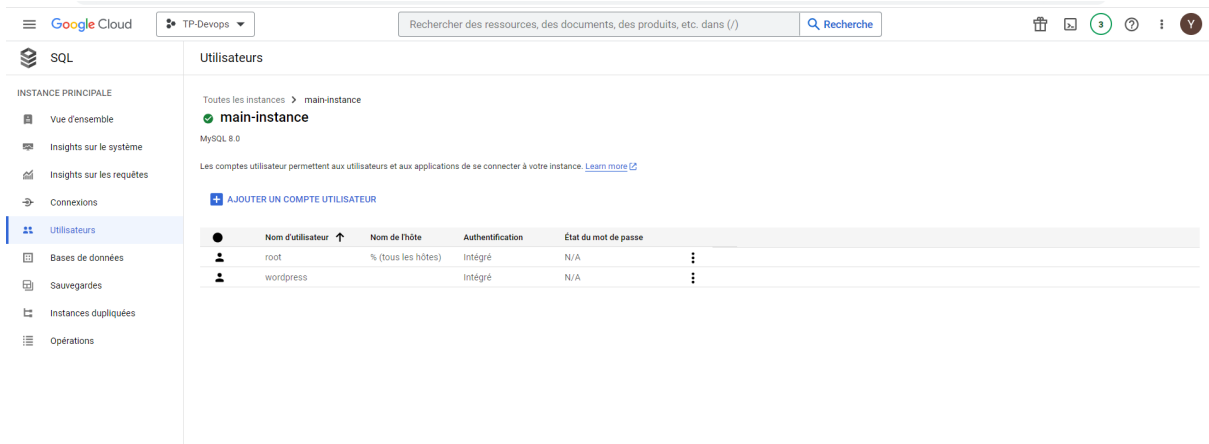 Google Cloud
TP-Devops
Rechercher des ressources, des documents, des produits, etc. dans (/)
Recherche
3
Y
SQL
Utilisateurs
INSTANCE PRINCIPALE
Vue d'ensemble
Insights sur le système
Insights sur les requêtes
Connexions
Utilisateurs
Bases de données
Sauvegardes
Instances dupliquées
Opérations
Toutes les instances > main-instance
main-instance
MySQL 8.0
Les comptes utilisateur permettent aux utilisateurs et aux applications de se connecter à votre instance. Learn more
AJOUTER UN COMPTE UTILISATEUR
Nom d'utilisateur Nom de l'hôte Authentification État du mot de passe
root % (tous les hôtes) Intégré N/A
wordpress Intégré N/A